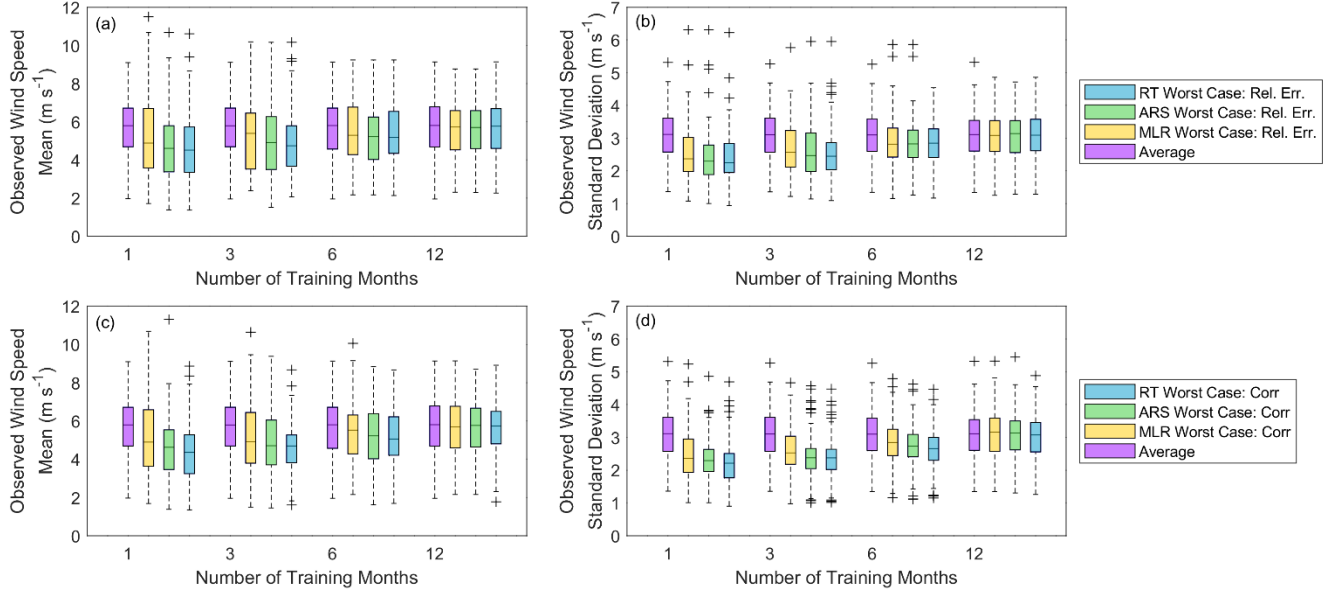 (a)
Observed Wind Speed
Mean (m s-1)
12
10
8
6
4
2
0
1 3 6 12
Number of Training Months
(b)
Observed Wind Speed
Standard Deviation (m s-1)
7
6
5
4
3
2
1
0
1 3 6 12
Number of Training Months
RT Worst Case: Rel. Err.
ARS Worst Case: Rel. Err.
MLR Worst Case: Rel. Err.
Average
(c)
Observed Wind Speed
Mean (m s-1)
12
10
8
6
4
2
0
1 3 6 12
Number of Training Months
(d)
Observed Wind Speed
Standard Deviation (m s-1)
7
6
5
4
3
2
1
0
1 3 6 12
Number of Training Months
RT Worst Case: Corr
ARS Worst Case: Corr
MLR Worst Case: Corr
Average